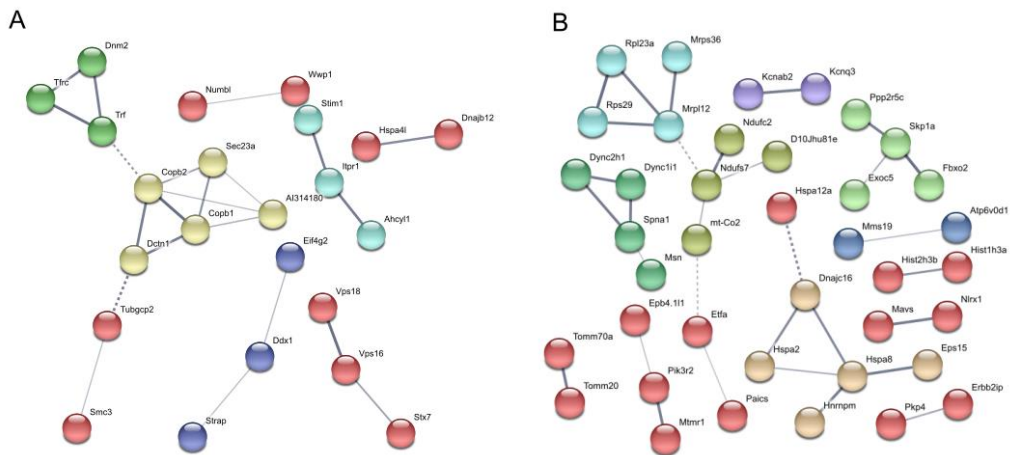 A
Dnm2
Tfrc
Trf
Numbl
Wwp1
Stim1
Hspa4l
Dnajb12
Sec23a
Copb2
Itpr1
AI314180
Copb1
Ahcyl1
Dctn1
Eif4g2
Tubgcp2
Vps18
Ddx1
Vps16
Smc3
Strap
Stx7
B
Rpl23a
Mrps36
Kcnab2
Kcnq3
Rps29
Mrpl12
Ppp2r5c
Skp1a
Ndufc2
D10Jhu81e
Dync2h1
Dync1i1
Ndufs7
Exoc5
Fbxo2
Hspa12a
Spna1
mt-Co2
Mms19
Atp6v0d1
Msn
Hist2h3b
Hist1h3a
Dnajc16
Epb4.1l1
Etfa
Mavs
Nlrx1
Tomm70a
Hspa2
Hspa8
Eps15
Tomm20
Pik3r2
Paics
Hnrnpm
Pkp4
Erbb2ip
Mtmr1